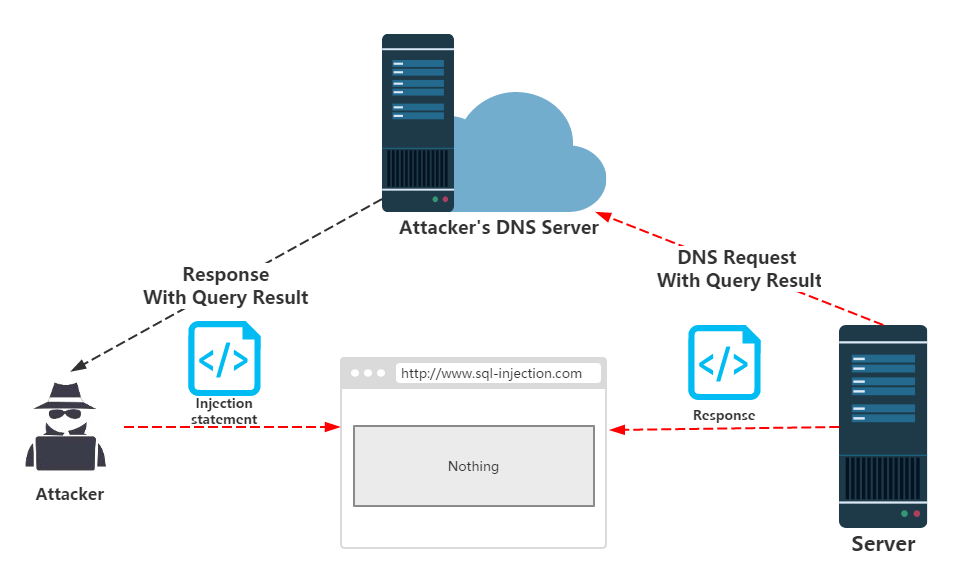 Attacker's DNS Server
DNS Request
With Query Result
Response
With Query Result
</>
</>
http://www.sql-injection.com
Injection
statement
Response
Nothing
Attacker
Server